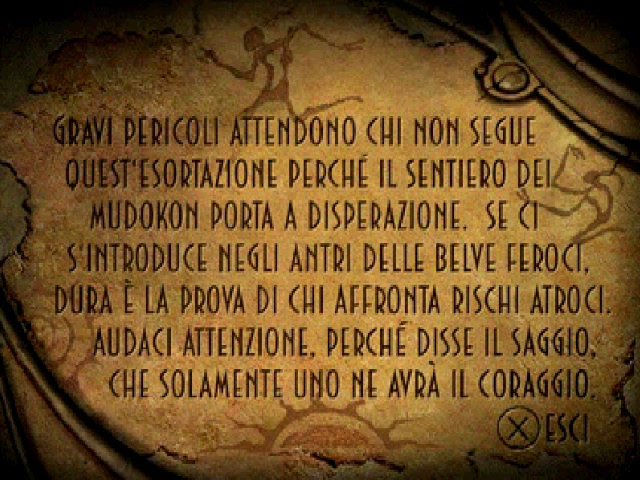 GRAVI PERICOLI ATTENDONO CHI NON SEGUE
QUEST'ESORTAZIONE PERCHÉ IL SENTIERO DEI
MUDOKON PORTA A DISPERAZIONE. SE CI
S'INTRODUCE NEGLI ANTRI DELLE BELVE FEROCI,
DURA È LA PROVA DI CHI AFFRONTA RISCHI ATROCI.
AUDACI ATTENZIONE, PERCHÉ DISSE IL SAGGIO,
CHE SOLAMENTE UNO NE AVRÀ IL CORAGGIO.
X ESCI